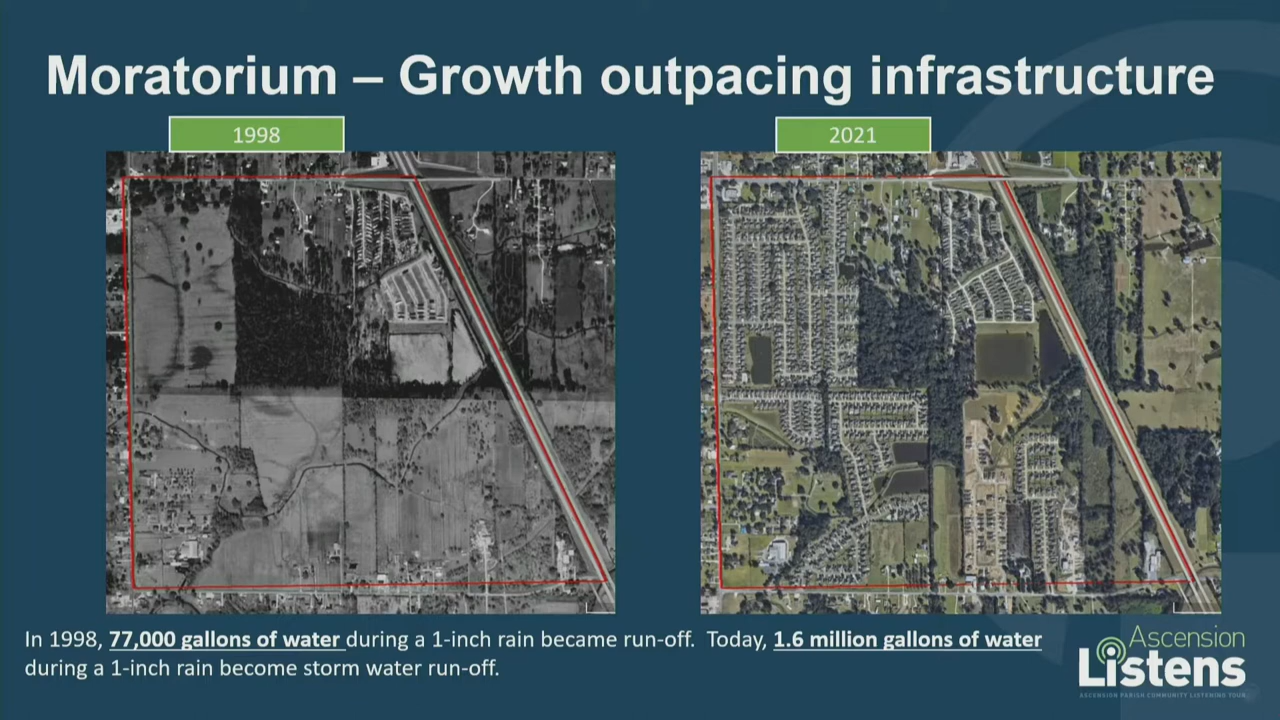 Moratorium – Growth outpacing infrastructure
1998
2021
In 1998, 77,000 gallons of water during a 1-inch rain became run-off. Today, 1.6 million gallons of water
during a 1-inch rain become storm water run-off.
Ascension
Listens
ASCENSION PARISH COMMUNITY LISTENING TOUR